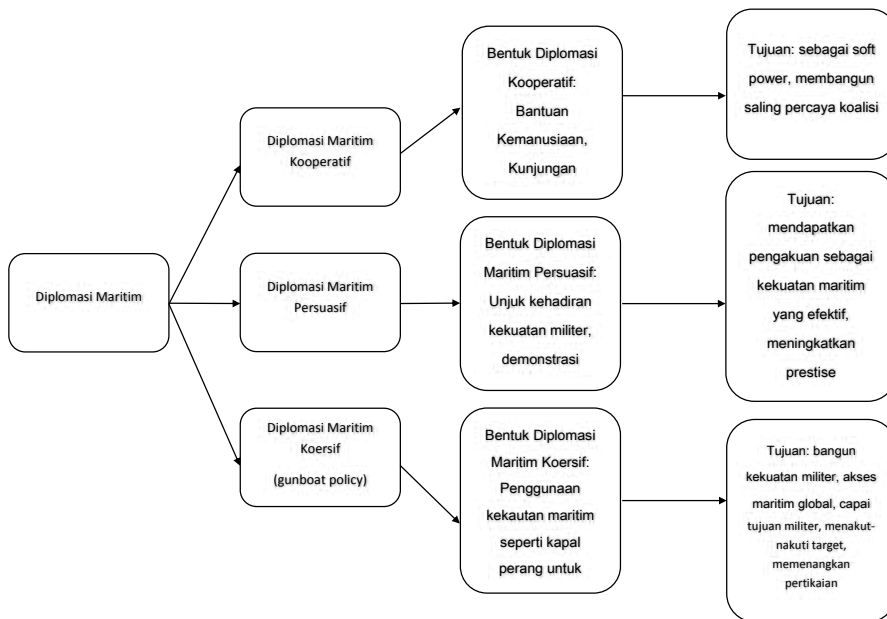 Diplomasi Maritim
Diplomasi Maritim
Kooperatif
Bentuk Diplomasi
Kooperatif:
Bantuan
Kemanusiaan,
Kunjungan
Tujuan: sebagai soft
power, membangun
saling percaya koalisi
Diplomasi Maritim
Persuasif
Bentuk Diplomasi
Maritim Persuasif:
Unjuk kehadiran
kekuatan militer,
demonstrasi
Tujuan:
mendapatkan
pengakuan sebagai
kekuatan maritim
yang efektif,
meningkatkan
prestise
Diplomasi Maritim
Koersif
(gunboat policy)
Bentuk Diplomasi
Maritim Koersif:
Penggunaan
kekautan maritim
seperti kapal
perang untuk
Tujuan: bangun
kekuatan militer, akses
maritim global, capai
tujuan militer, menakut-
nakuti target,
memenangkan
pertikaian